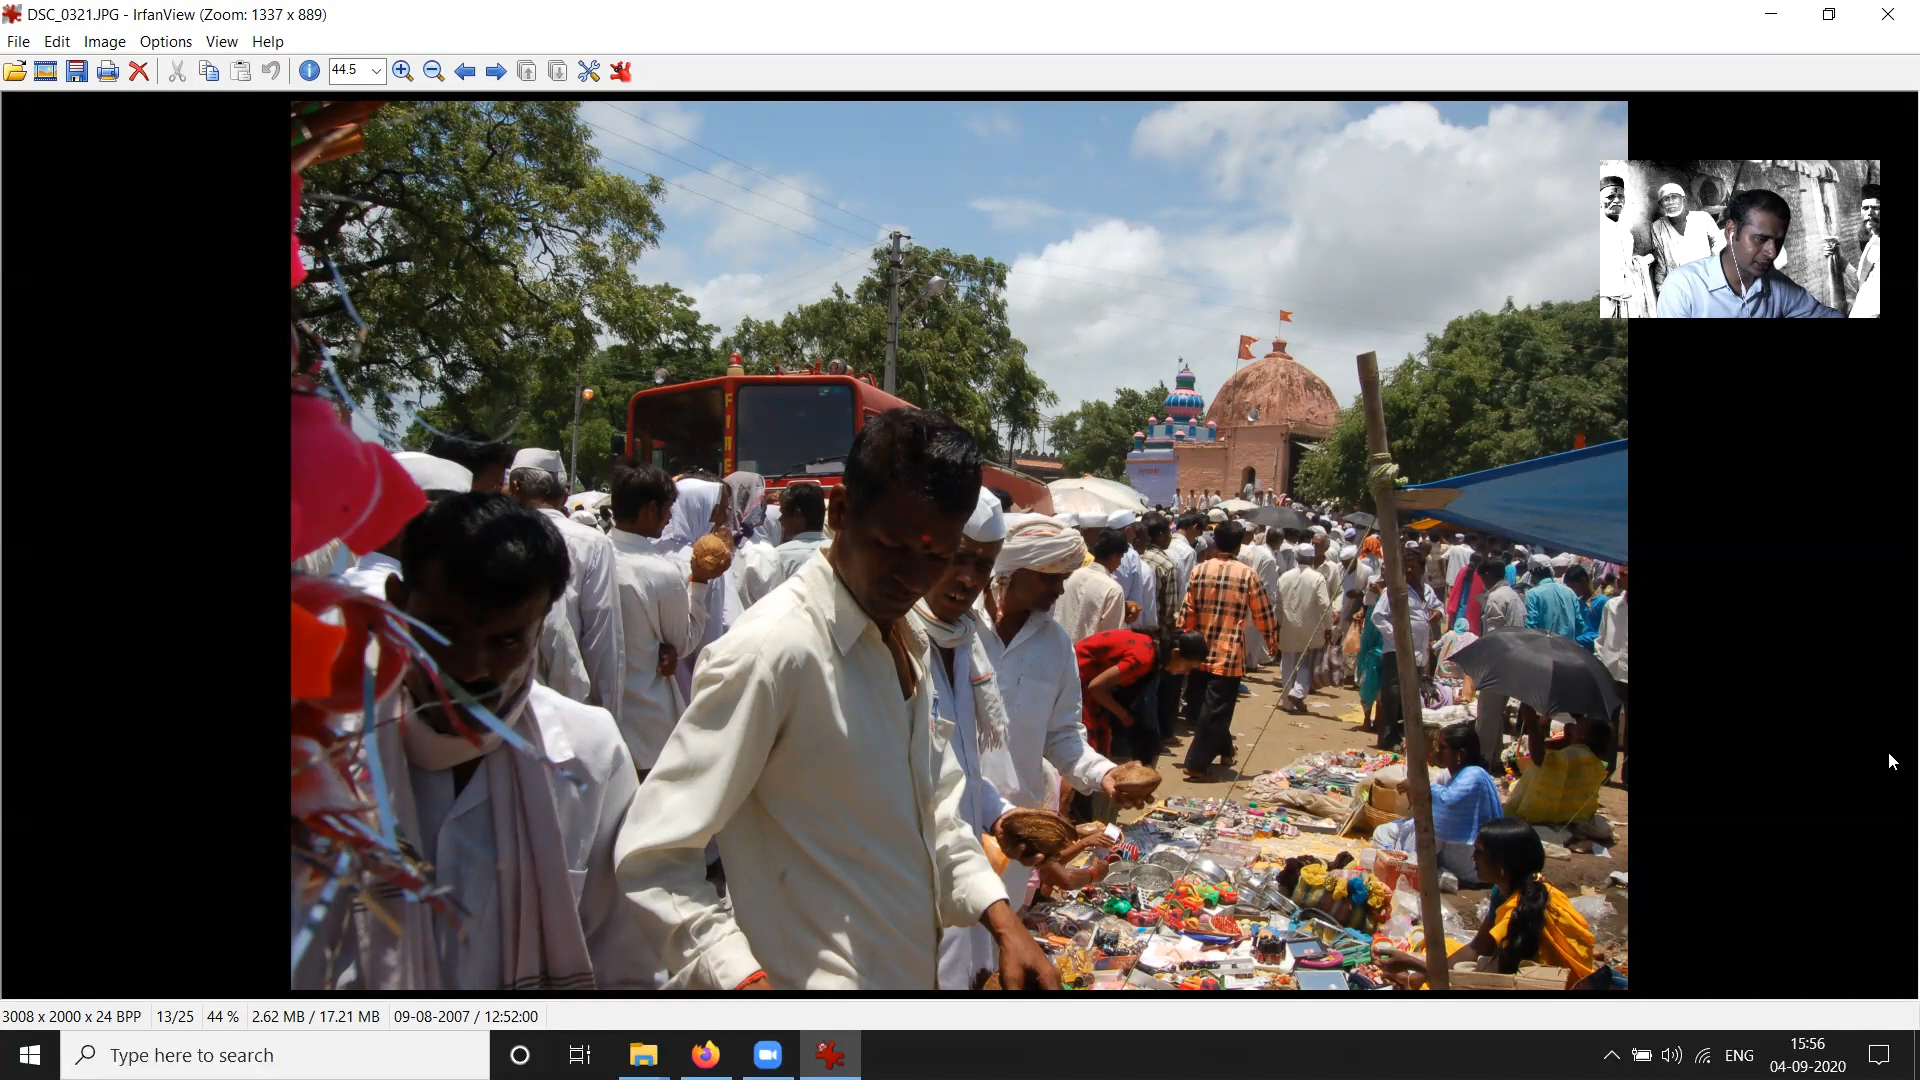 DSC_0321.JPG - IrfanView (Zoom: 1337 x 889)
File Edit Image Options View Help
44.5
FIRE
3008 x 2000 x 24 BPP 13/25 44 % 2.62 MB / 17.21 MB 09-08-2007 / 12:52:00
Type here to search
ENG
15:56
04-09-2020